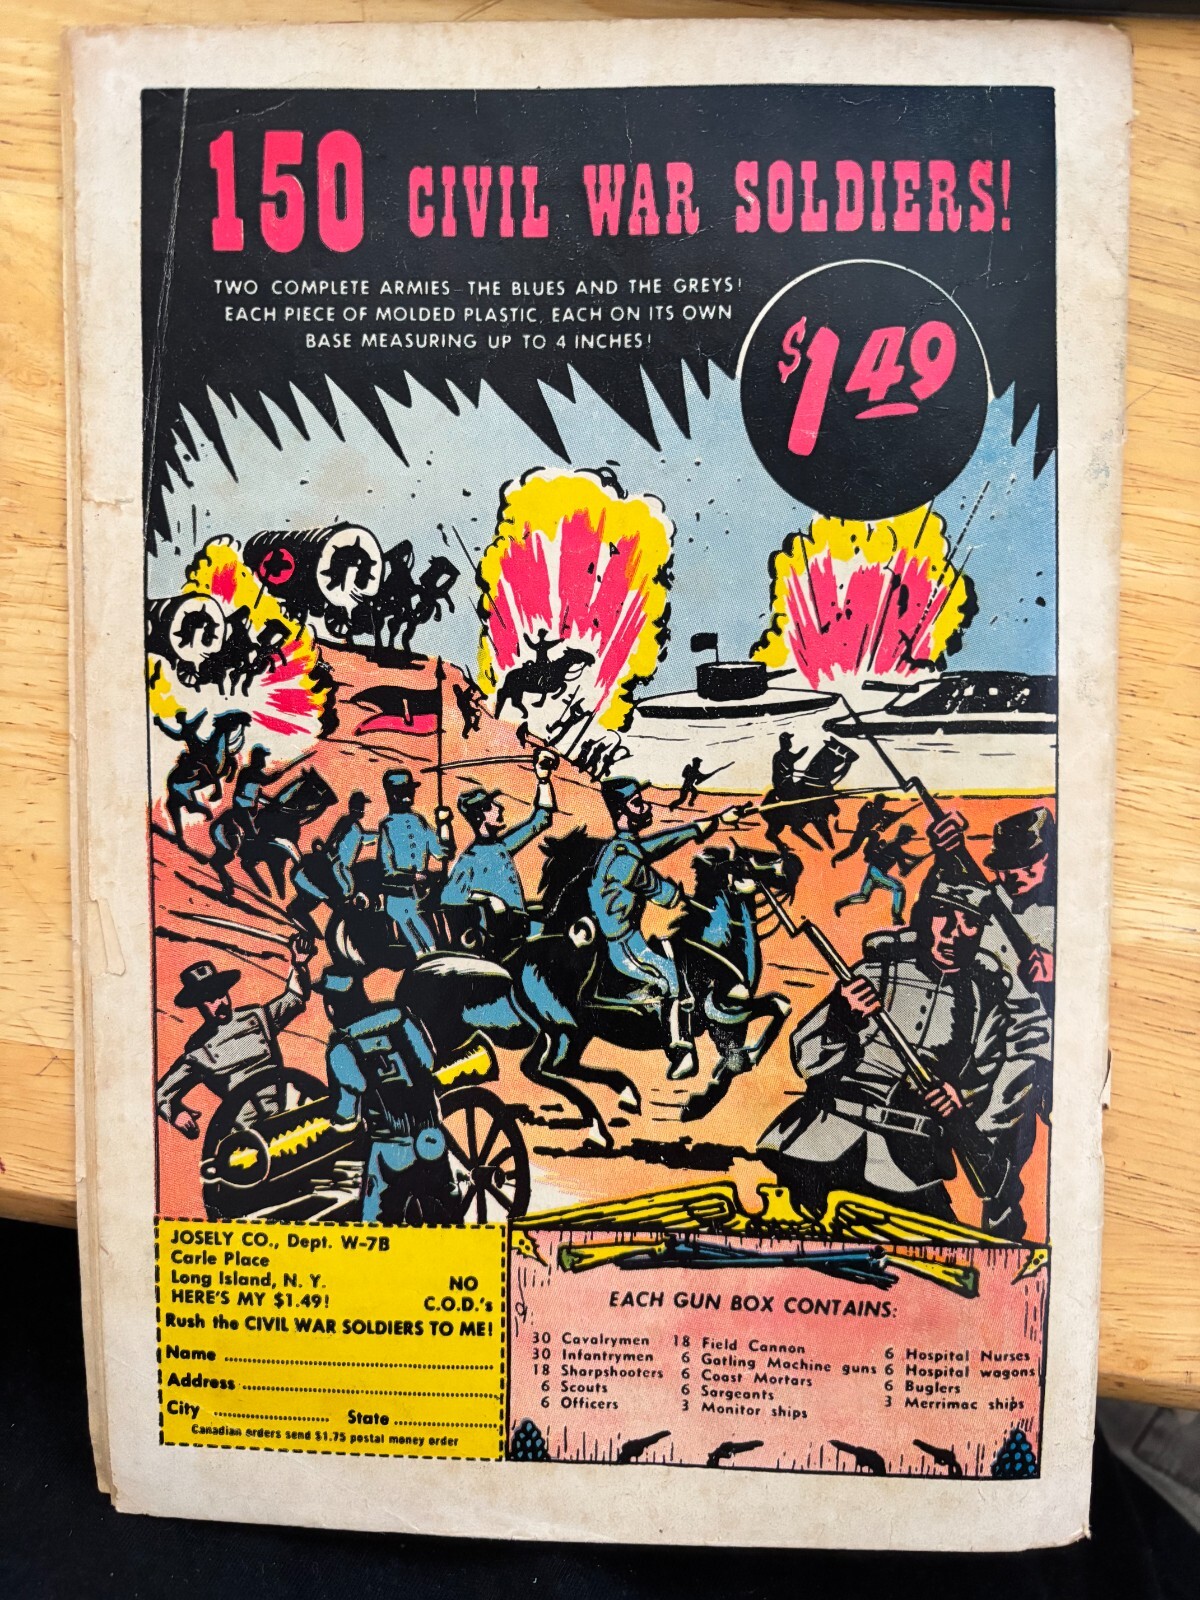 150 CIVIL WAR SOLDIERS!
TWO COMPLETE ARMIES THE BLUES AND THE GREYS!
EACH PIECE OF MOLDED PLASTIC, EACH ON ITS OWN
BASE MEASURING UP TO 4 INCHES!
$1.49
JOSELY CO., Dept. W-7B
Carle Place
Long Island, N. Y.
HERE'S MY $1.49!
NO
C.O.D.'s
Rush the CIVIL WAR SOLDIERS TO ME!
Name
Address
City State
Canadian orders send $1.75 postal money order
EACH GUN BOX CONTAINS:
30 Cavalrymen
30 Infantrymen
18 Sharpshooters
6 Scouts
6 Officers
18 Field Cannon
6 Gatling Machine guns
6 Coast Mortars
6 Sargeants
3 Monitor ships
6 Hospital Nurses
6 Hospital wagons
6 Buglers
3 Merrimac ships